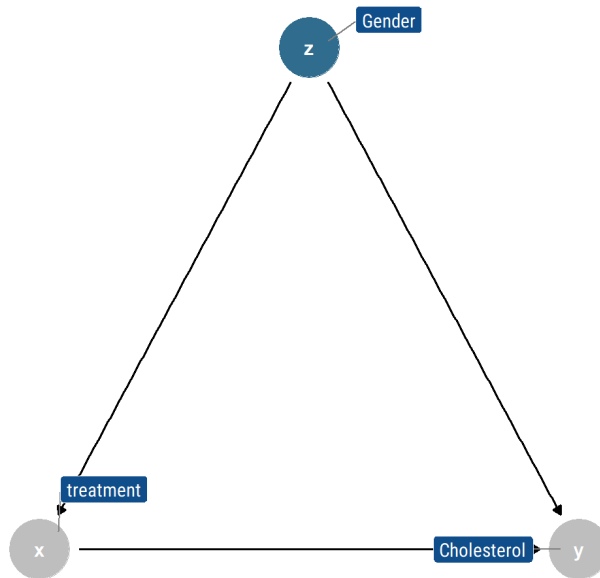 Gender
z
treatment
x
Cholesterol
y